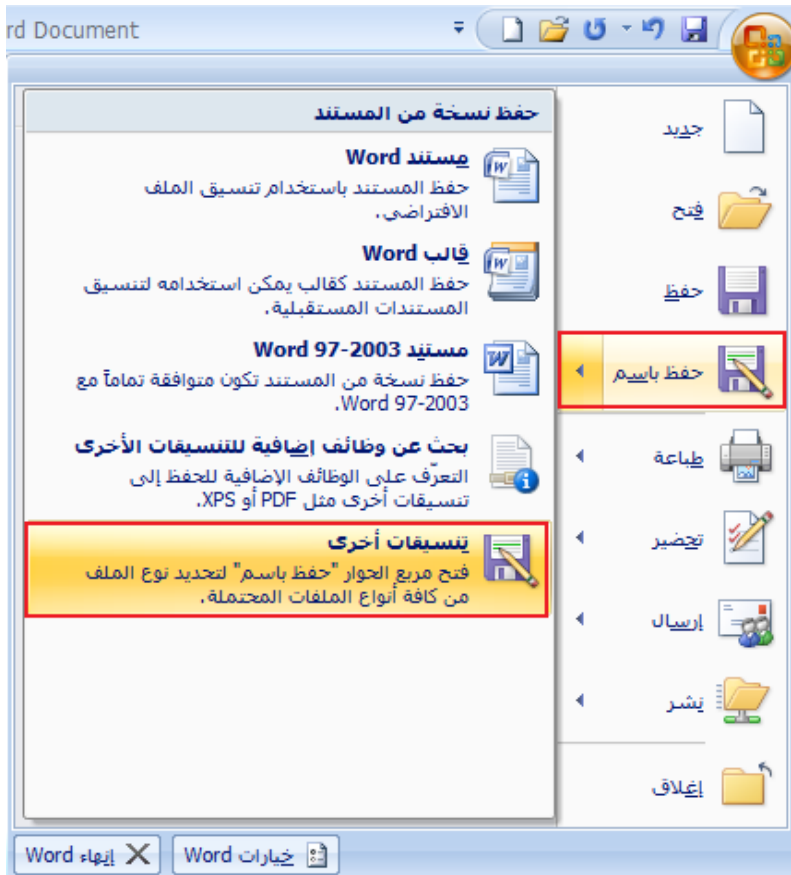 rd Document
جديد
فتح
حفظ
حفظ باسم
طباعة
تحضير
إرسال
نشر
إغلاق
حفظ نسخة من المستند
مستند Word
حفظ المستند باستخدام تنسيق الملف
الافتراضي.
قالب Word
حفظ المستند كقالب يمكن استخدامه لتنسيق
المستندات المستقبلية.
مستند Word 97-2003
حفظ نسخة من المستند تكون متوافقة تماماً مع
Word 97-2003.
بحث عن وظائف إضافية للتنسيقات الأخرى
التعرّف على الوظائف الإضافية للحفظ إلى
تنسيقات أخرى مثل PDF أو XPS.
تنسيقات أخرى
فتح مربع الحوار "حفظ باسم" لتحديد نوع الملف
من كافة أنواع الملفات المحتملة.
خيارات Word
إنهاء Word